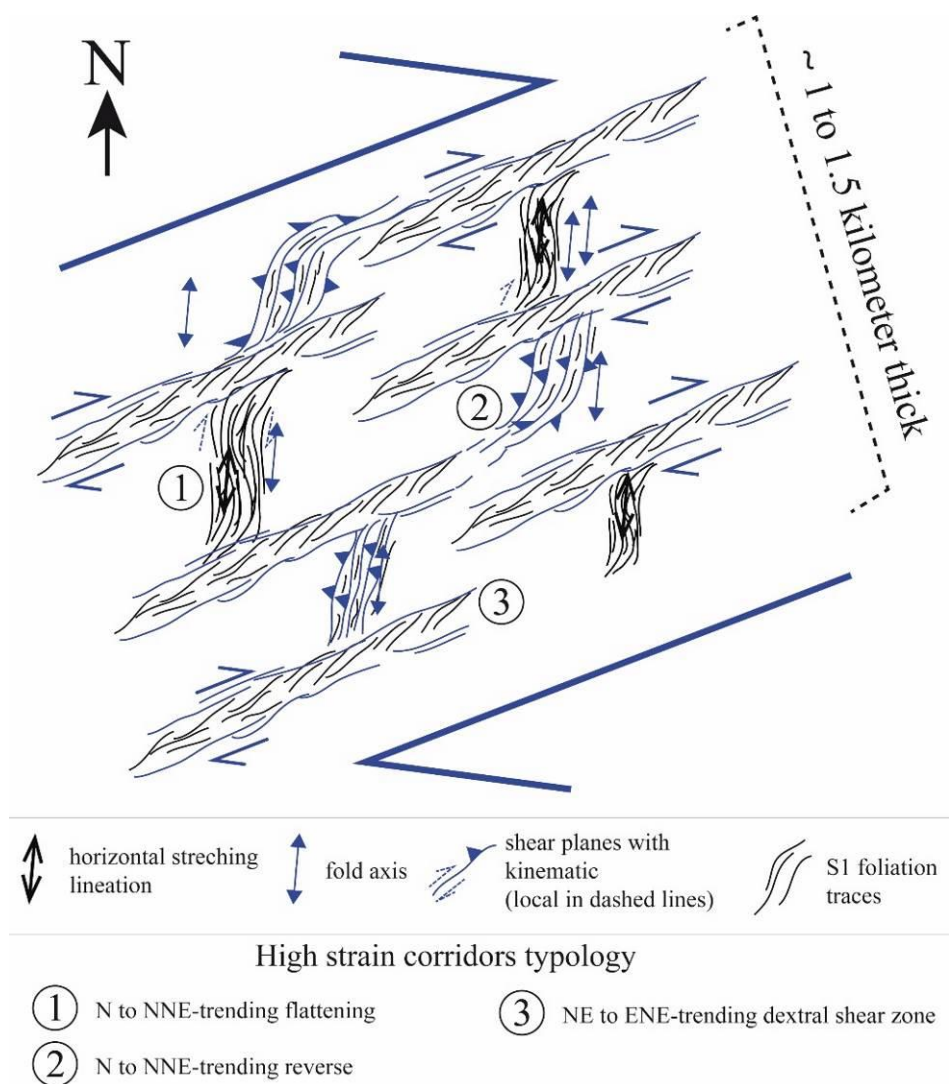 N
~ 1 to 1.5 kilometer thick
2
1
3
horizontal streching
lineation
fold axis
shear planes with
kinematic
(local in dashed lines)
S1 foliation
traces
High strain corridors typology
1 N to NNE-trending flattening
3 NE to ENE-trending dextral shear zone
2 N to NNE-trending reverse